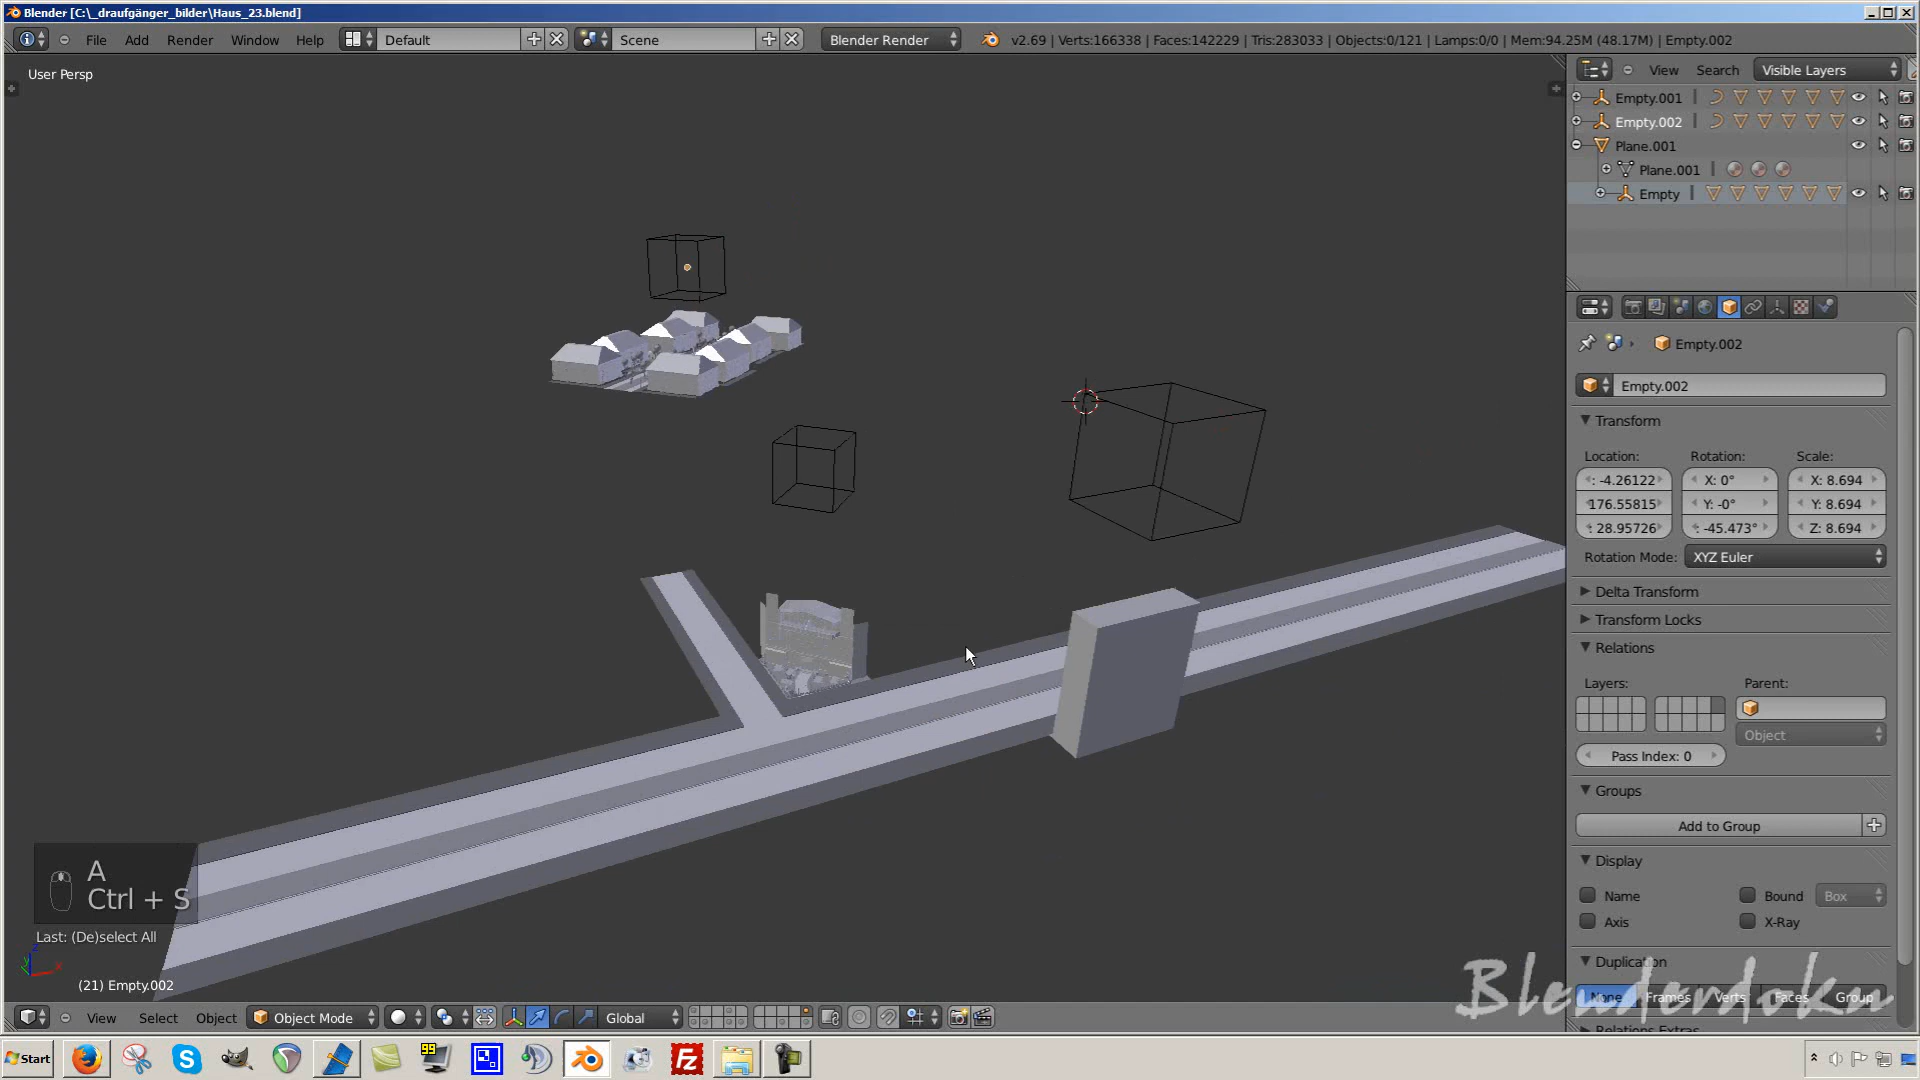 Blender [C:\_draufgänger_bilder\Haus_23.blend]
File Add Render Window Help Default Scene Blender Render v2.69 | Verts:166338 | Faces:142229 | Tris:283033 | Objects:0/121 | Lamps:0/0 | Mem:94.25M (48.17M) | Empty.002
User Persp
View Search Visible Layers
Empty.001
Empty.002
Plane.001
Plane.001
Empty
Empty.002
Empty.002
Transform
Location: Rotation: Scale:
: -4.26122 X: 0° X: 8.694
176.55815 Y: -0° Y: 8.694
: 28.95726 : -45.473° Z: 8.694
Rotation Mode: XYZ Euler
Delta Transform
Transform Locks
Relations
Layers: Parent:
Object
Pass Index: 0
Groups
Add to Group
Display
Name Bound Box
Axis X-Ray
Duplication
None Frames Verts Faces Group
Relations Extras
Blenderdoku
A
Ctrl + S
Last: (De)select All
(21) Empty.002
View Select Object Object Mode Global
Start
99